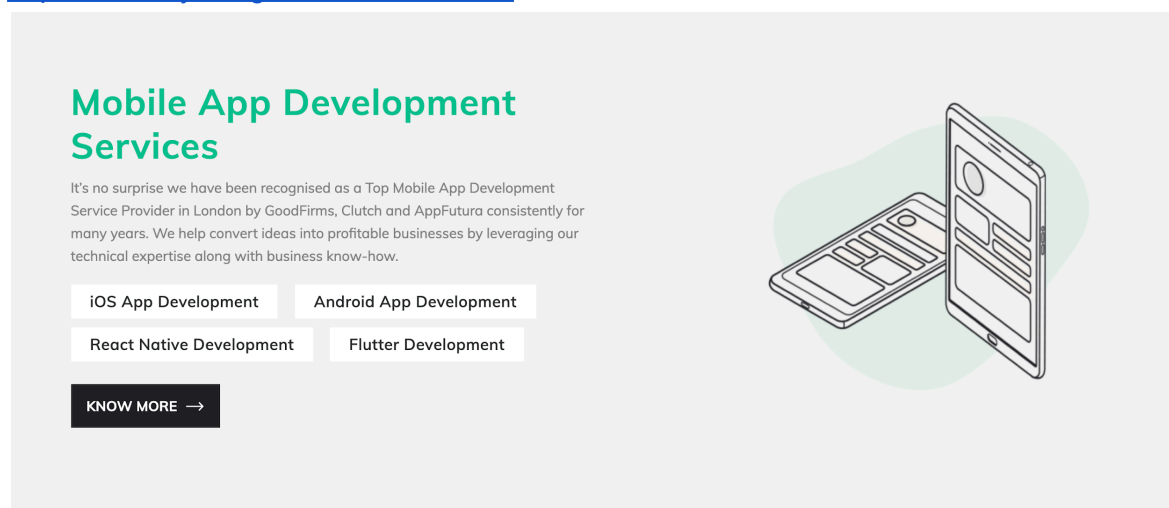 Mobile App Development
Services
It's no surprise we have been recognised as a Top Mobile App Development
Service Provider in London by GoodFirms, Clutch and AppFutura consistently for
many years. We help convert ideas into profitable businesses by leveraging our
technical expertise along with business know-how.
iOS App Development
Android App Development
React Native Development
Flutter Development
KNOW MORE →